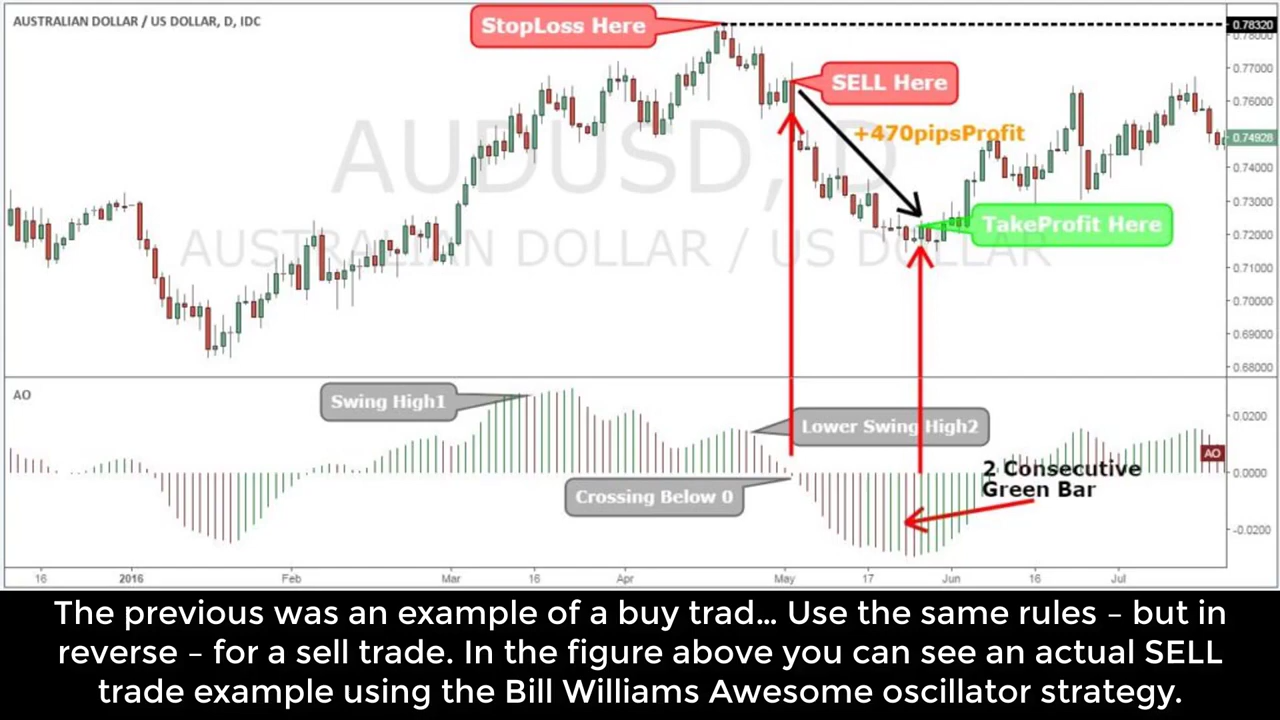 AUSTRALIAN DOLLAR / US DOLLAR, D, IDC
StopLoss Here
0.78320
0.78000
0.77000
SELL Here
0.76000
+470pipsProfit
0.74928
AUDUSD, D
0.74000
0.73000
TakeProfit Here
0.72000
AUSTRALIAN DOLLAR / US DOLLAR
0.71000
0.70000
0.69000
0.68000
AO
Swing High1
0.0200
Lower Swing High2
AO
2 Consecutive
0.0000
Green Bar
Crossing Below 0
-0.0200
16 2016 Feb Mar 16 Apr May 17 Jun 16 Jul
The previous was an example of a buy trad... Use the same rules – but in
reverse – for a sell trade. In the figure above you can see an actual SELL
trade example using the Bill Williams Awesome oscillator strategy.